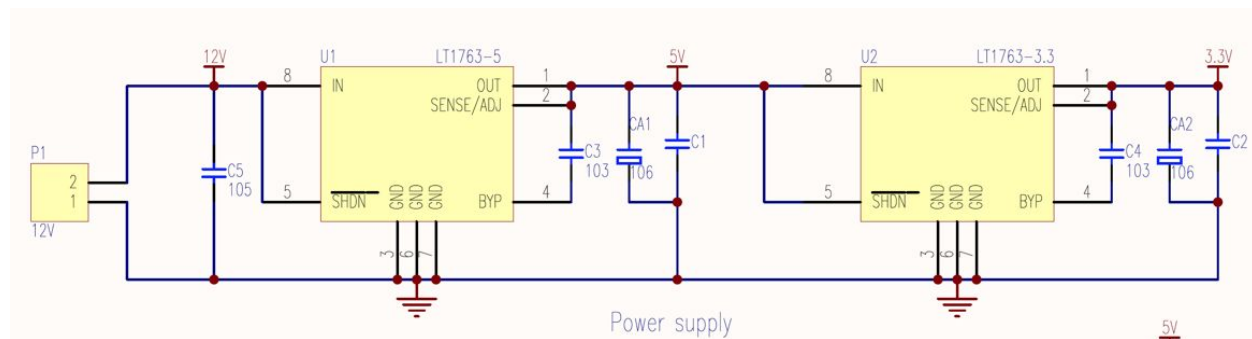 12V
U1
LT1763-5
5V
U2
LT1763-3.3
3.3V
8
IN
OUT
1
SENSE/ADJ
2
8
IN
OUT
1
SENSE/ADJ
2
P1
2
1
12V
C5
105
C3
103
CA1
106
C1
C4
103
CA2
106
C2
5
SHDN
GND
GND
GND
BYP
4
5
SHDN
GND
GND
GND
BYP
4
3
6
7
3
6
7
Power supply
5V